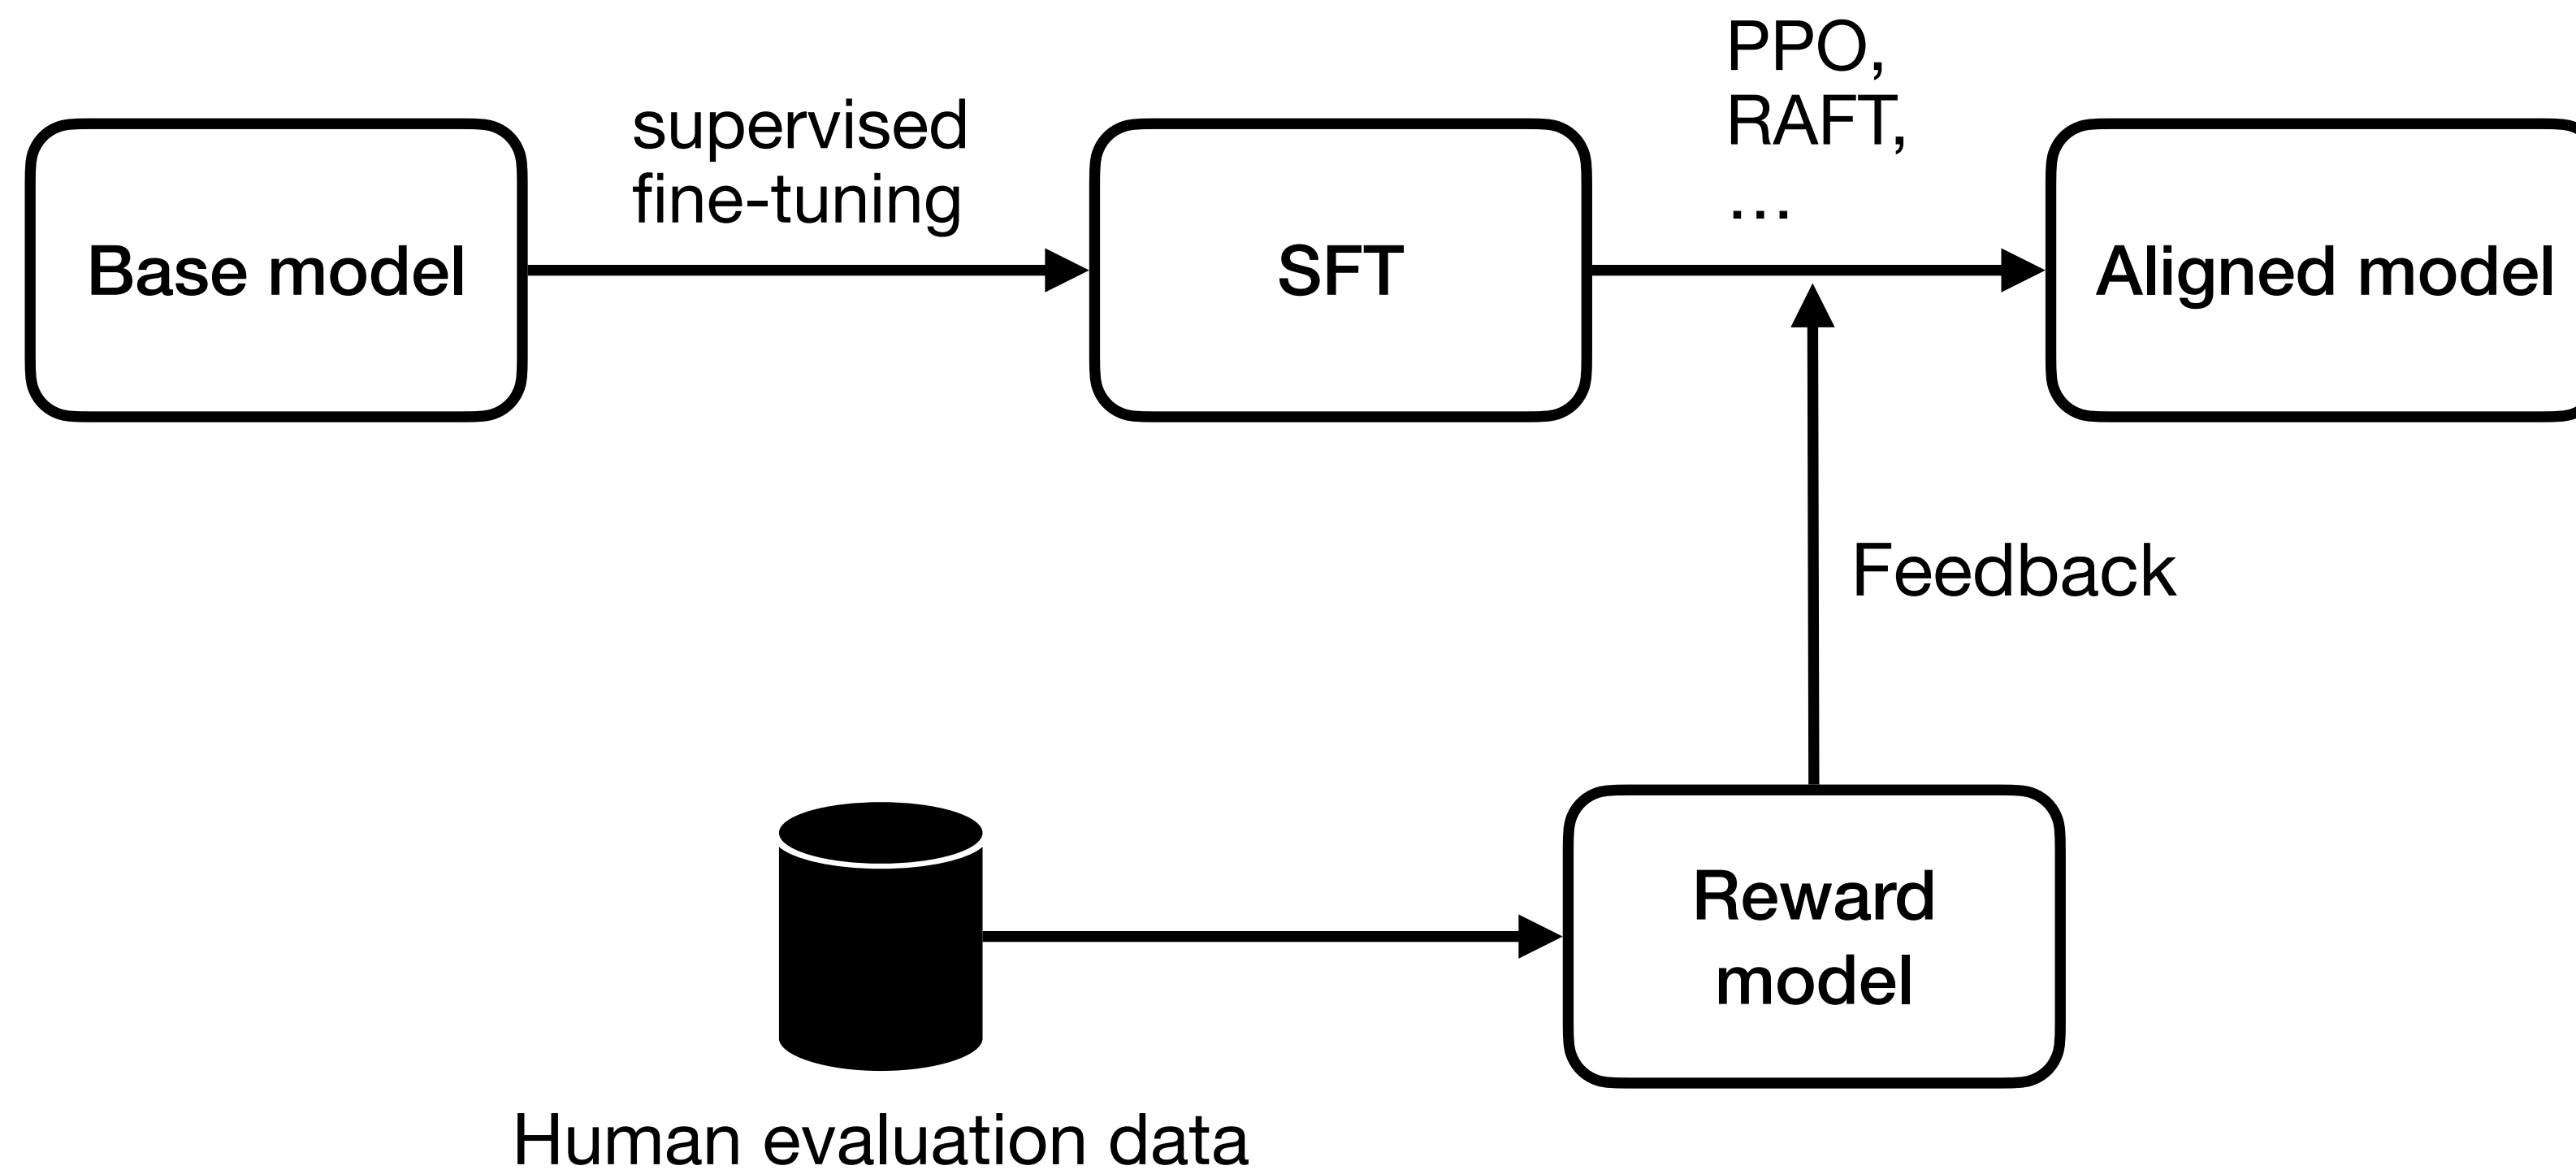 PPO,
RAFT,
...
supervised
fine-tuning
Base model
SFT
Aligned model
Feedback
Reward
model
Human evaluation data